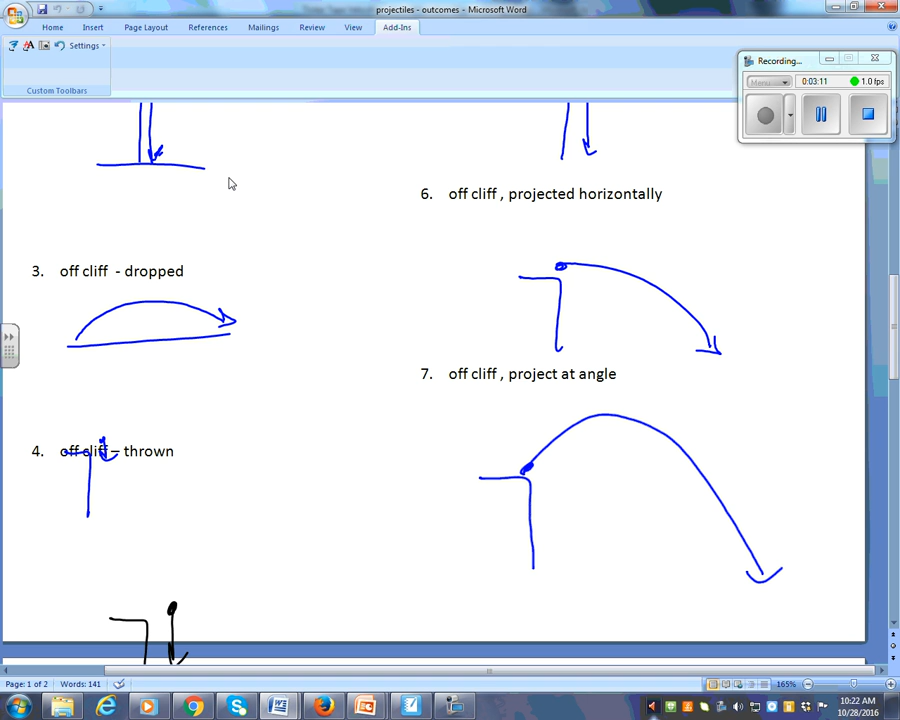 projectiles - outcomes - Microsoft Word
Home Insert Page Layout References Mailings Review View Add-Ins
Settings
Custom Toolbars
Recording...
Menu
0:03:11 1.0 fps
3. off cliff - dropped
4. off cliff – thrown
6. off cliff , projected horizontally
7. off cliff , project at angle
Page: 1 of 2 Words: 141 165%
10:22 AM
10/28/2016